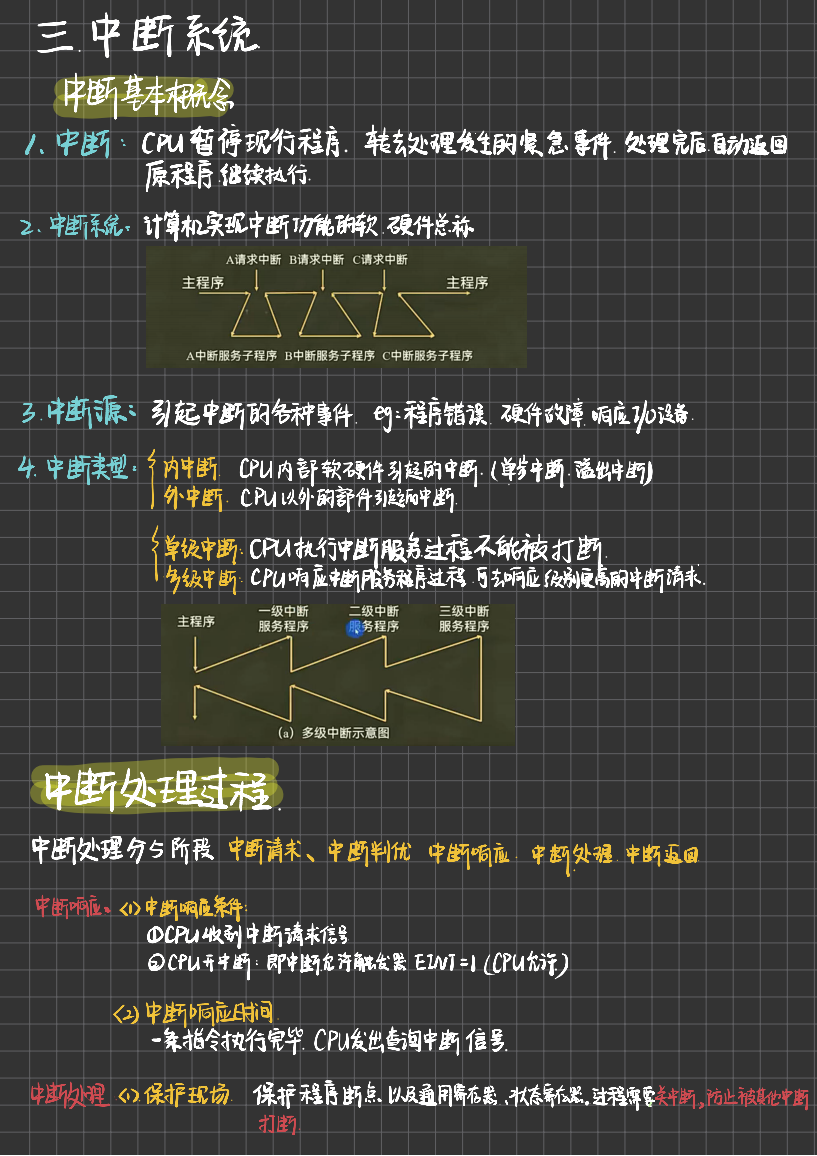 三.中断系统
中断基本概念
1、中断：CPU暂停现行程序．转去处理发生的紧急事件．处理完后自动返回
原程序继续执行.
2.中断系统：计算机实现中断功能的软.硬件总称
A请求中断 B请求中断 C请求中断
主程序 主程序
A中断服务子程序 B中断服务子程序 C中断服务子程序
3.中断源：引起中断的各种事件. eg:程序错误.硬件故障.响应I/O设备.
4.中断类型：内中断. CPU内部软硬件引起的中断.(单步中断.溢出中断)
外中断. CPU以外的部件引起的中断.
单级中断：CPU执行中断服务过程不能被打断.
多级中断：CPU响应中断服务程序过程.可去响应级别更高的中断请求.
主程序 一级中断服务程序 二级中断服务程序 三级中断服务程序
(a) 多级中断示意图
中断处理过程.
中断处理分5阶段 中断请求、中断判优 中断响应 中断处理.中断返回
中断响应. <1)中断响应条件:
①CPU收到中断请求信号
②CPU开中断：即中断允许触发器 EINT=1 (CPU允许)
<2)中断响应时间.
一条指令执行完毕.CPU发出查询中断信号.
中断处理 <1).保护现场. 保护程序断点、以及通用寄存器、状态寄存器.过程需要关中断。防止被其他中断
打断.